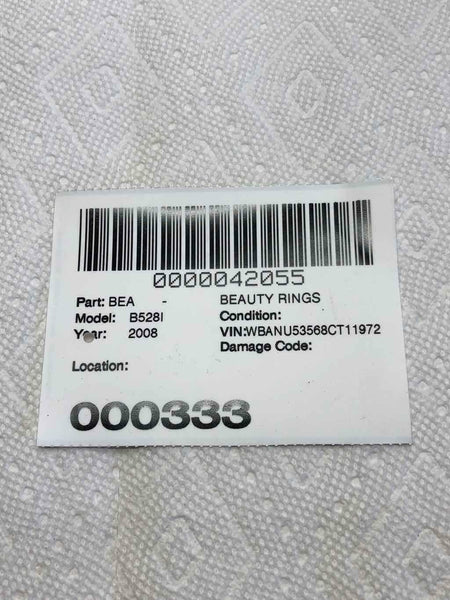 0000042055
Part: BEA - BEAUTY RINGS
Model: B528I Condition:
Year: 2008 VIN:WBANU53568CT11972
Damage Code:
Location:
000333